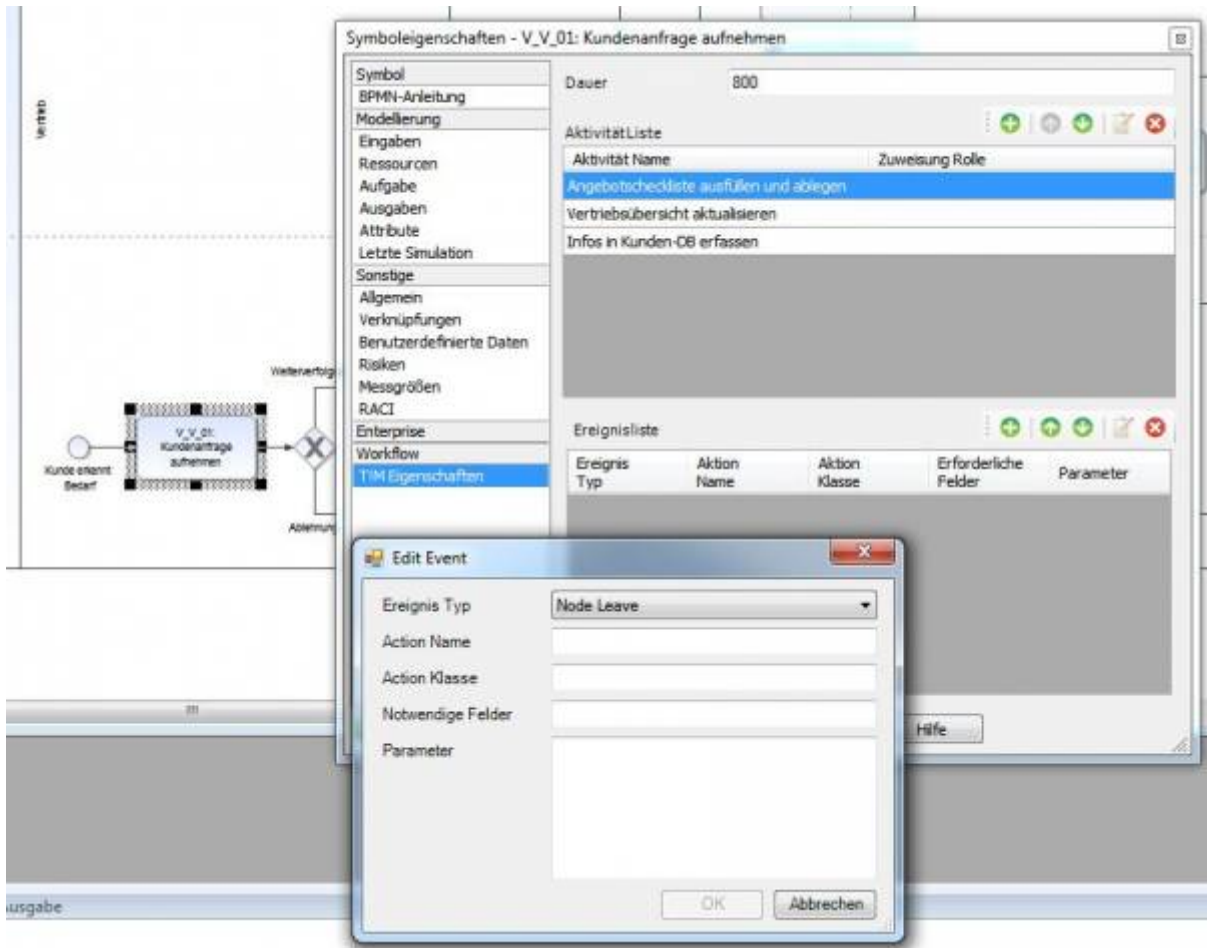 Symboleigenschaften - V_V_01: Kundenanfrage aufnehmen
Vertrieb
Symbol
BPMN-Anleitung
Modellierung
Eingaben
Ressourcen
Aufgabe
Ausgaben
Attribute
Letzte Simulation
Sonstige
Allgemein
Verknüpfungen
Benutzerdefinierte Daten
Risiken
Messgrößen
RACI
Enterprise
Workflow
TIM Eigenschaften
Dauer 800
AktivitätListe
Aktivität Name Zuweisung Rolle
Angebotscheckliste ausfüllen und ablegen
Vertriebsübersicht aktualisieren
Infos in Kunden-DB erfassen
Ereignisliste
Ereignis Aktion Aktion Erforderliche Parameter
Typ Name Klasse Felder
Hilfe
Weiterverfolg
V_V_01:
Kundenanfrage
aufnehmen
Kunde erkennt
Bedarf
Ablehnung
Edit Event
Ereignis Typ Node Leave
Action Name
Action Klasse
Notwendige Felder
Parameter
OK Abbrechen
Ausgabe